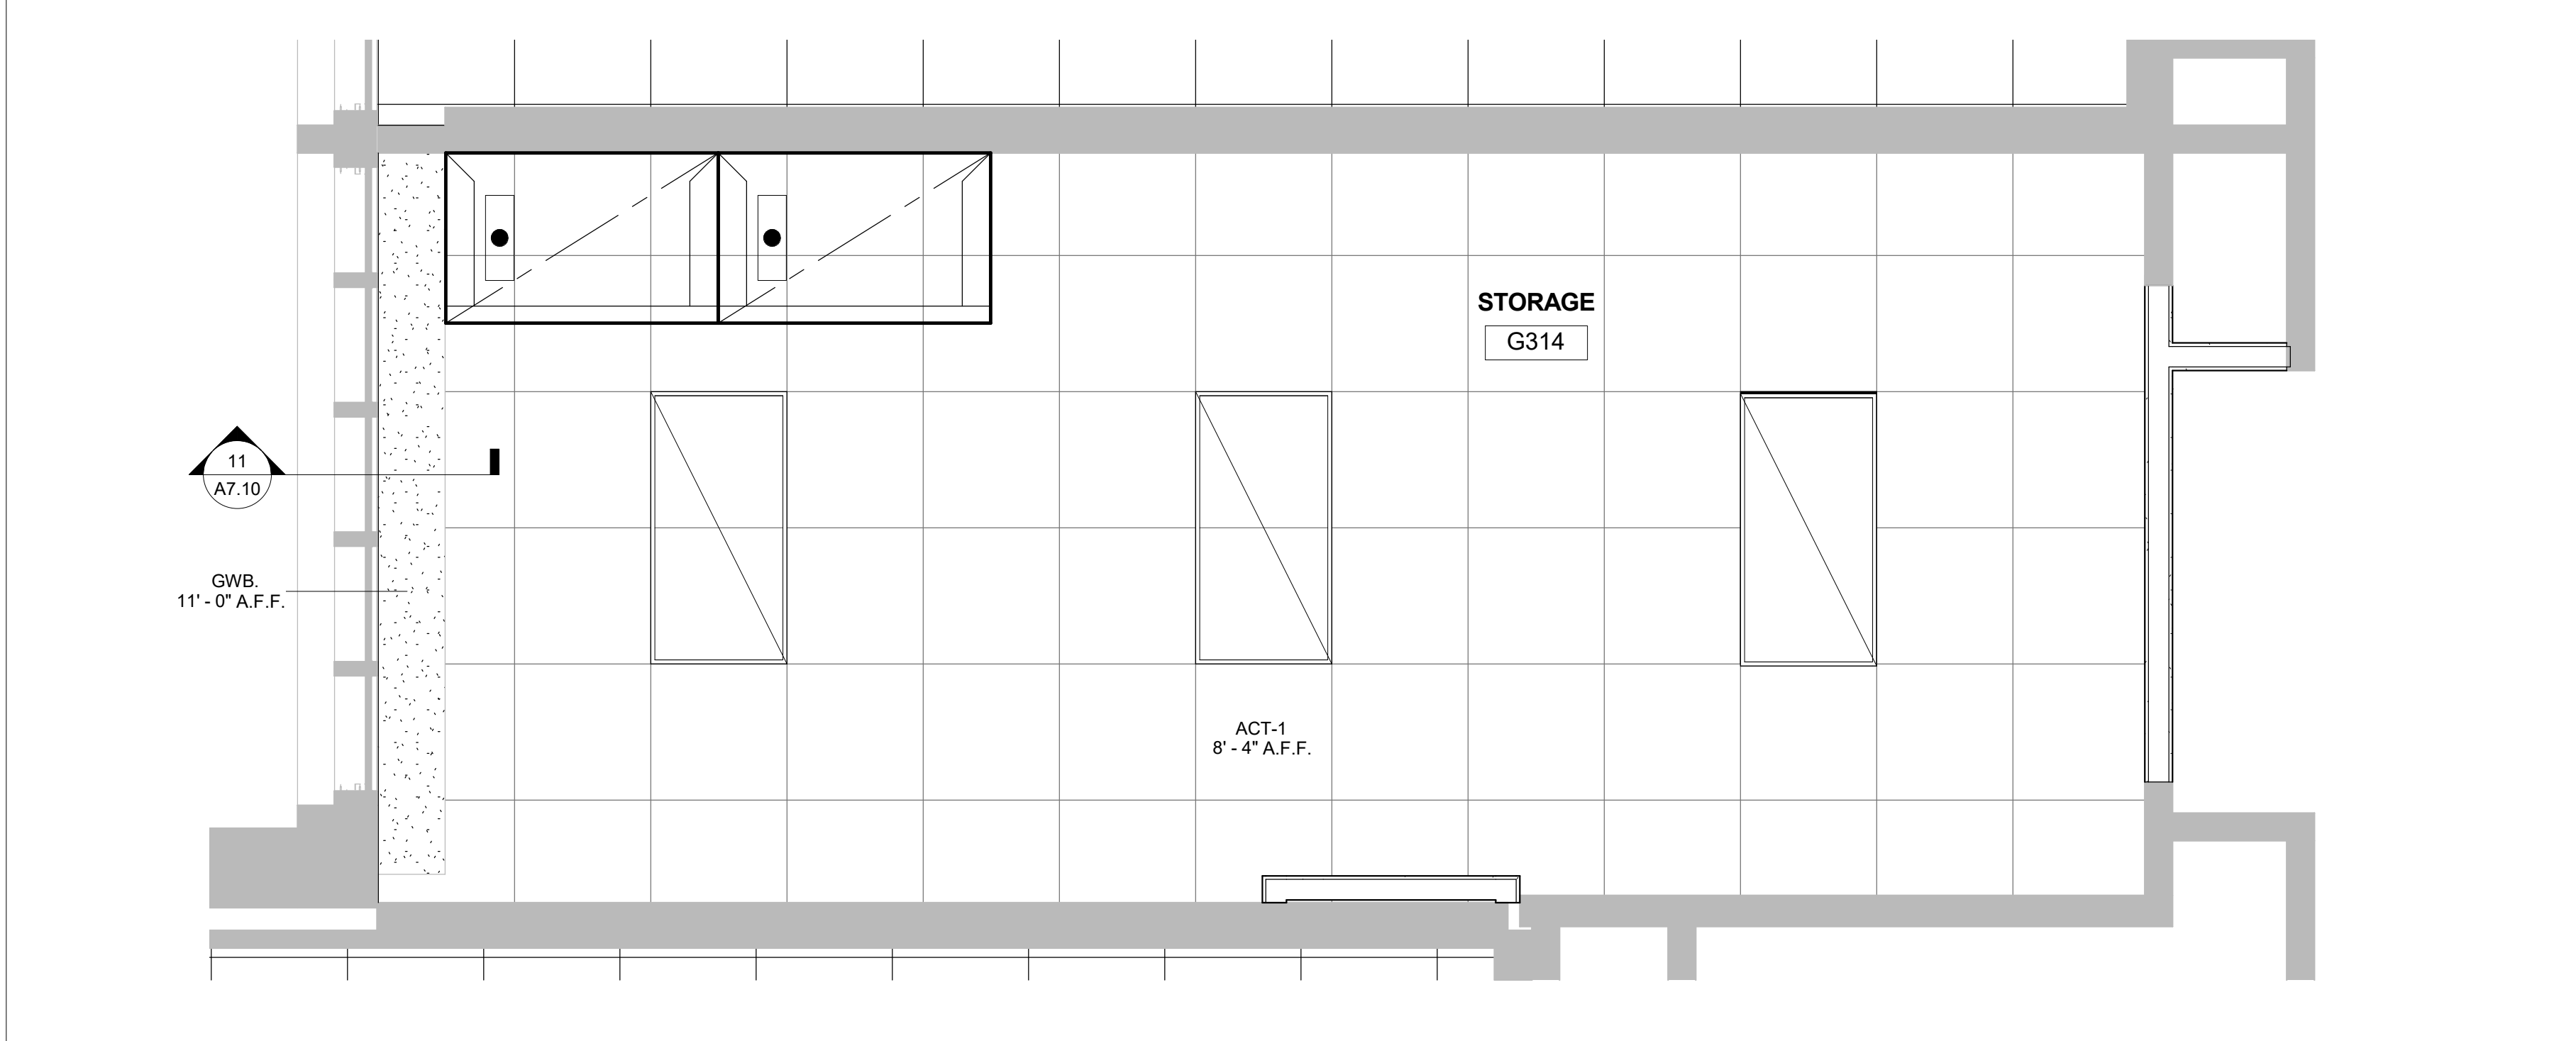 STORAGE
G314
11
A7.10
GWB.
11' - 0" A.F.F.
ACT-1
8' - 4" A.F.F.